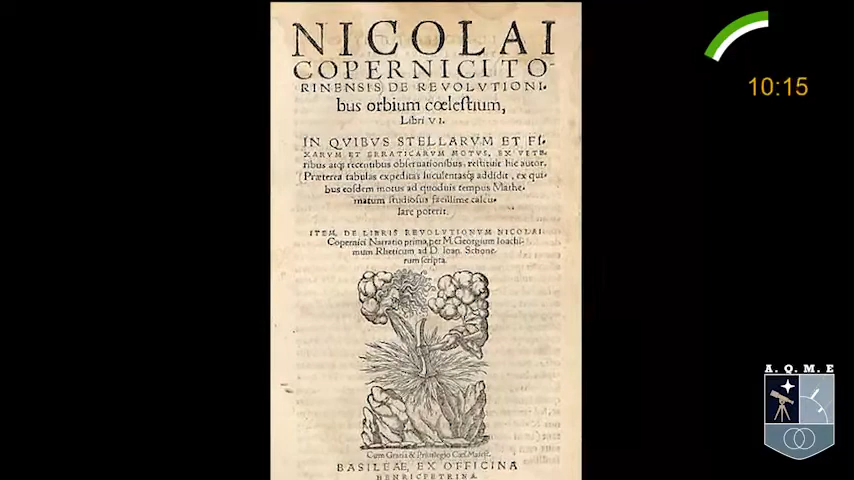 NICOLAI
COPERNICI TO-
RINENSIS DE REVOLVTIONI-
bus orbium cœleſtium,
Libri VI.
IN QVIBVS STELLARVM ET FI-
XARVM ET ERRATICARVM MOTVS, EX VETE-
ribus atq; recentibus obſeruationibus, reſtituit hic autor.
Præterea tabulas expeditas luculentasq; addidit, ex qui-
bus eoſdem motus ad quoduis tempus Mathe-
matum ſtudioſus facillime calcu-
lare poterit.
ITEM, DE LIBRIS REVOLVTIONVM NICOLAI
Copernici Narratio prima, per M. Georgium Ioachi-
mum Rheticum ad D. Ioan. Schone-
rum ſcripta.
Cum Gratia & Priuilegio Cæſ. Maieſt.
BASILEAE, EX OFFICINA
HENRICPETRINA.
10:15
A. Q. M. E